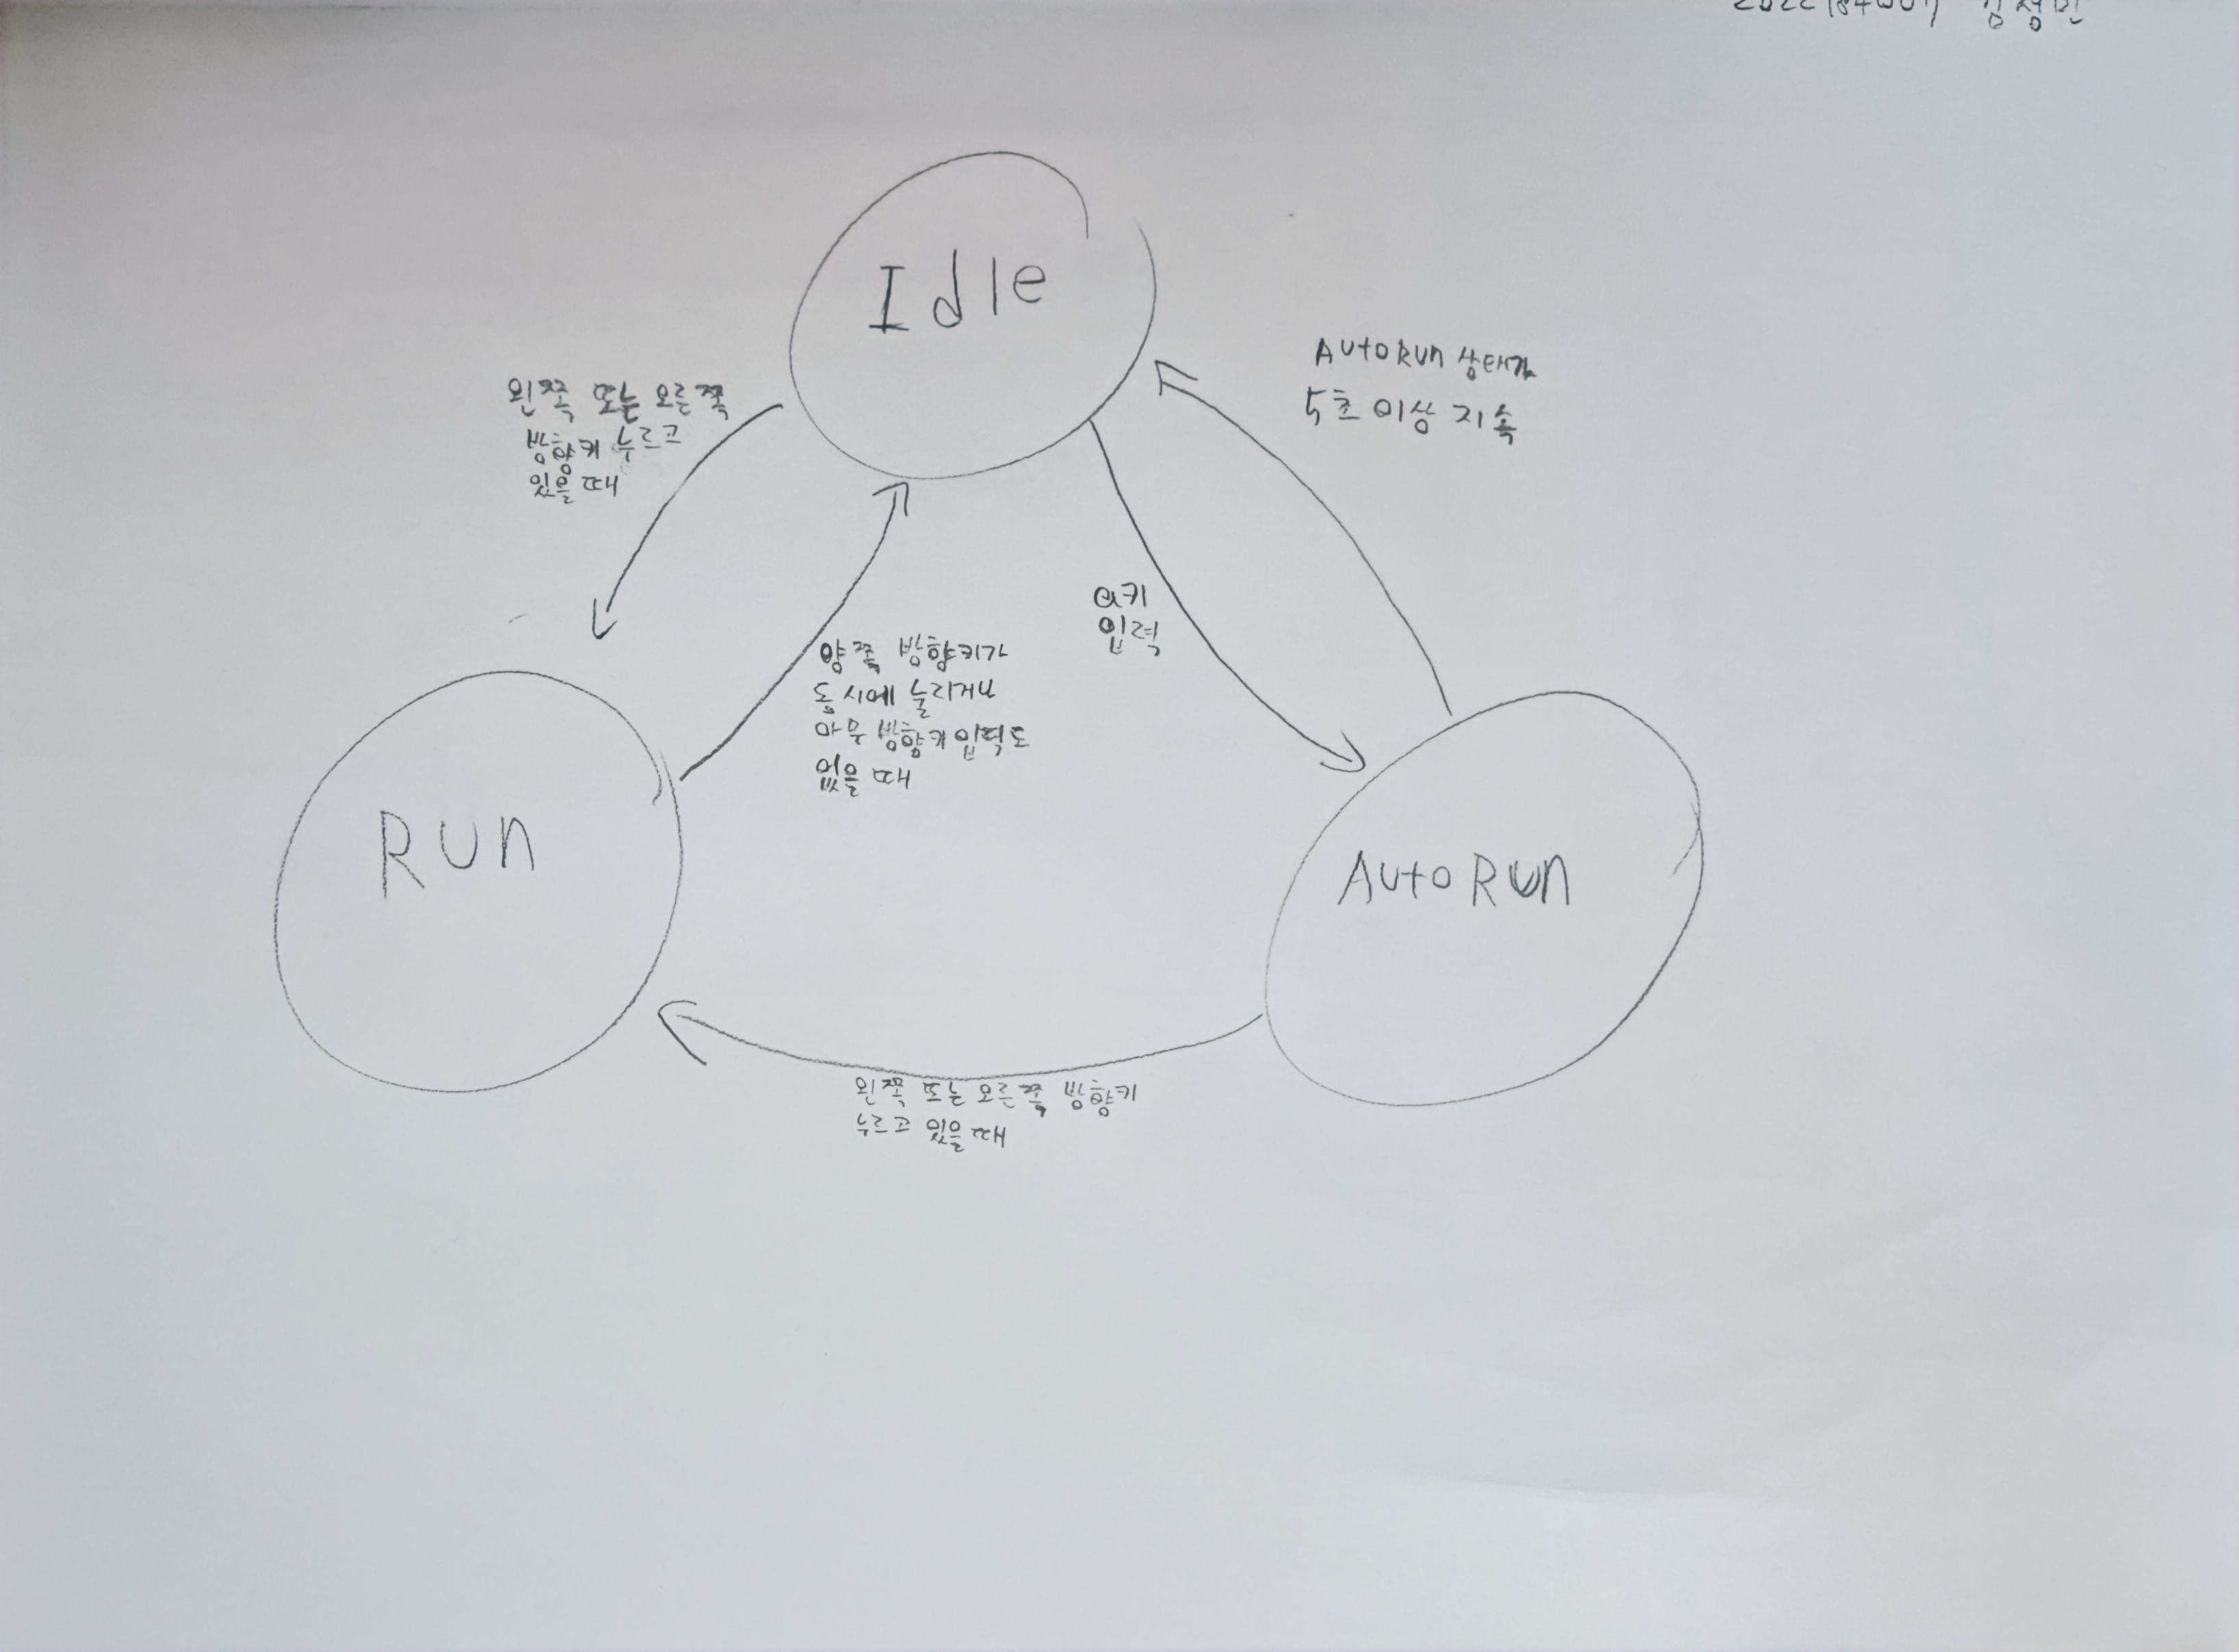 김정민
Idle
AutoRun 상태가
5초 이상 지속
왼쪽 또는 오른쪽
방향키 누르고
있을 때
a키
입력
양쪽 방향키가
동시에 눌리거나
아무 방향키 입력도
없을 때
Run
AutoRun
왼쪽 또는 오른쪽 방향키
누르고 있을 때